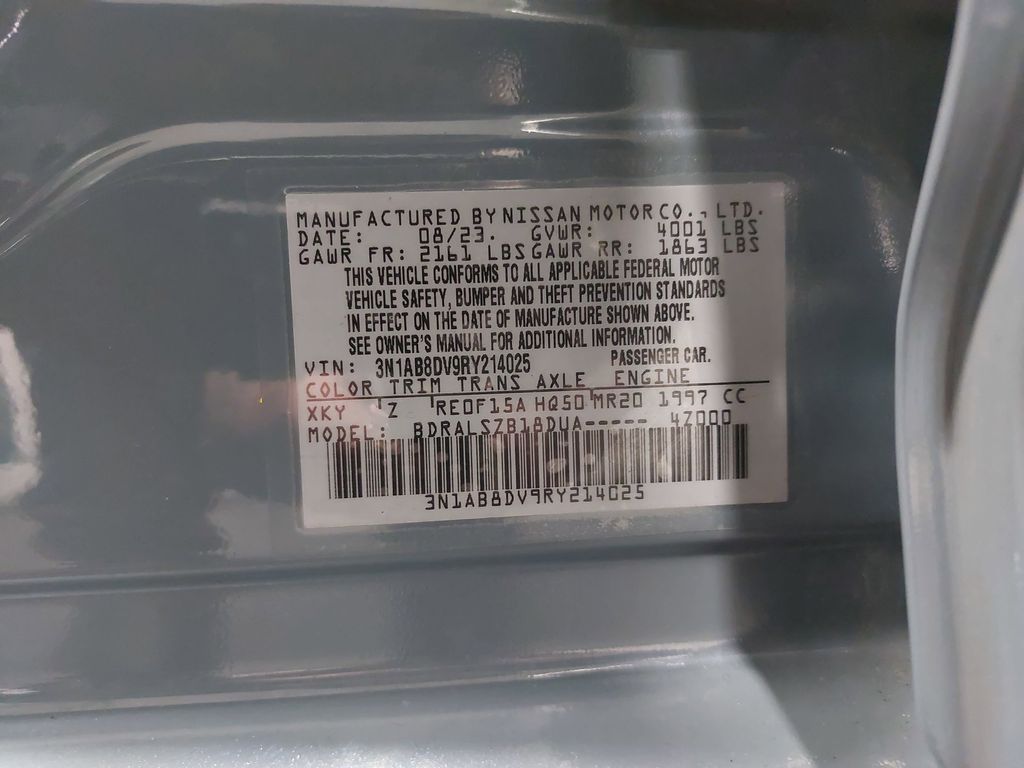 MANUFACTURED BY NISSAN MOTOR CO., LTD.
DATE: 08/23. GVWR: 4001 LBS
GAWR FR: 2161 LBS GAWR RR: 1863 LBS
THIS VEHICLE CONFORMS TO ALL APPLICABLE FEDERAL MOTOR
VEHICLE SAFETY, BUMPER AND THEFT PREVENTION STANDARDS
IN EFFECT ON THE DATE OF MANUFACTURE SHOWN ABOVE.
SEE OWNER'S MANUAL FOR ADDITIONAL INFORMATION.
VIN: 3N1AB8DV9RY214025 PASSENGER CAR.
COLOR TRIM TRANS AXLE ENGINE
XKY Z RE0F15A HQ50 MR20 1997 CC
MODEL: BDRALSZB18DUA----- 4Z000
3N1AB8DV9RY214025